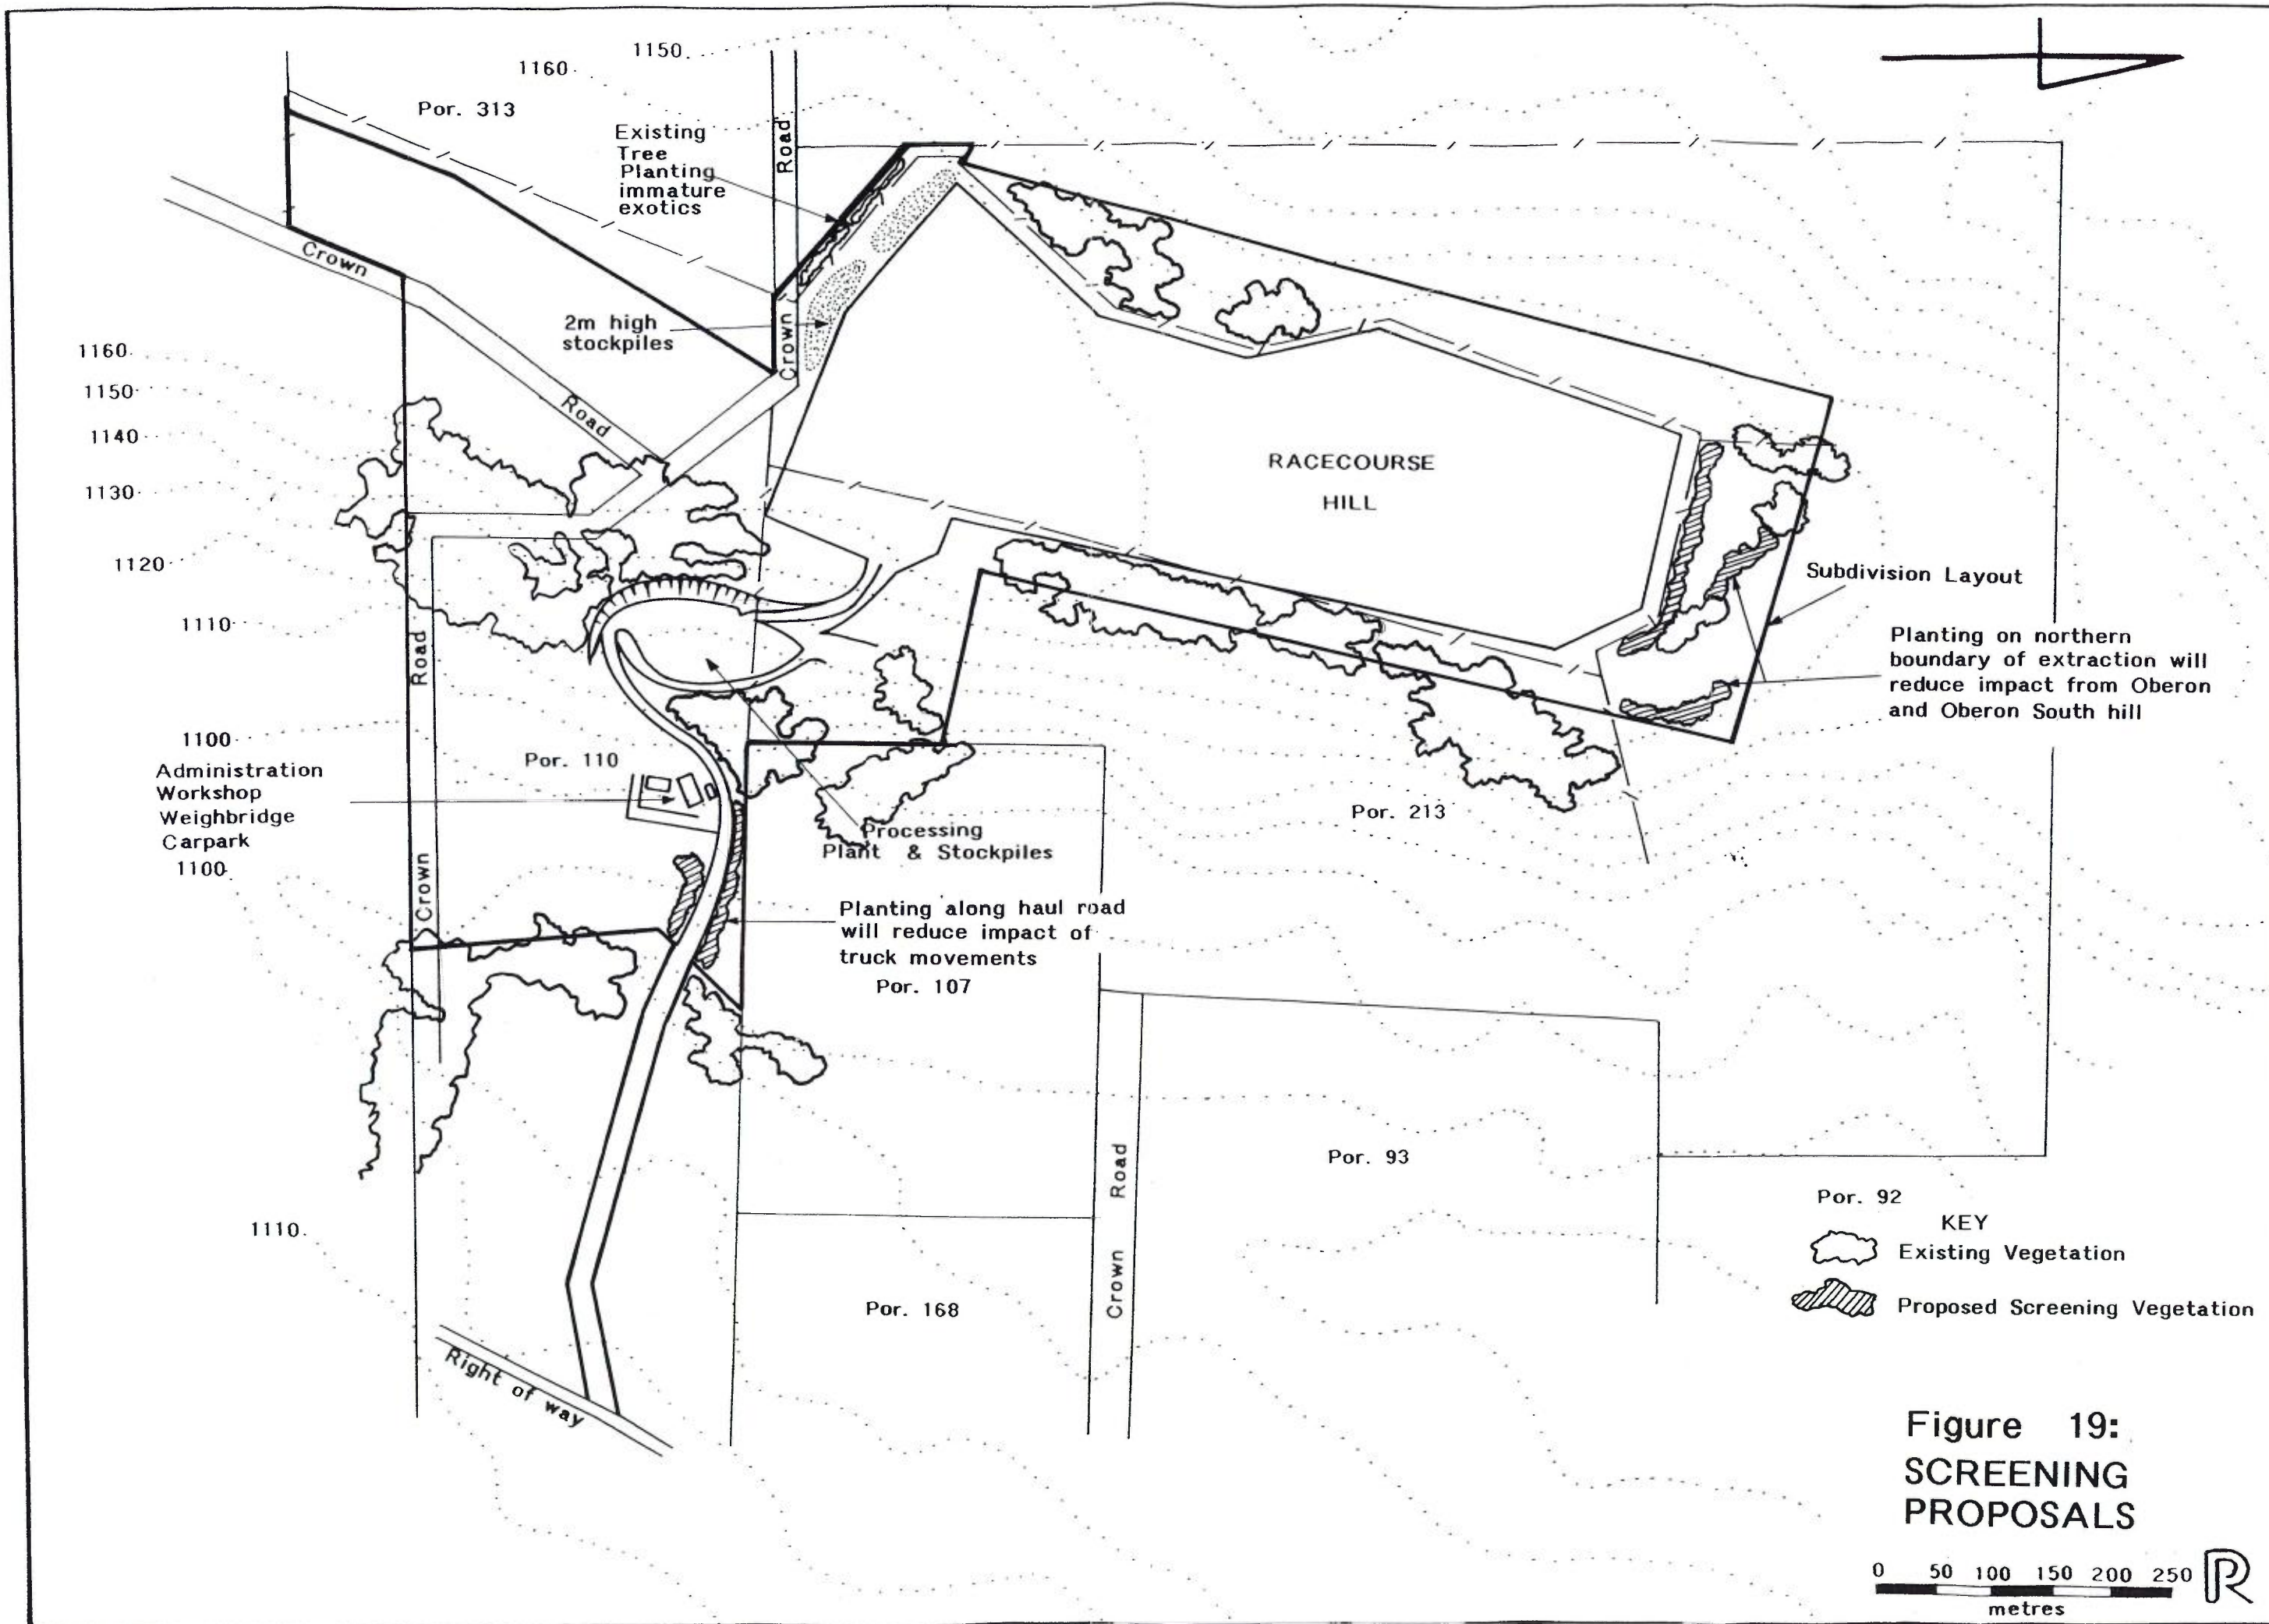 1150
1160
Por. 313
Existing
Tree
Planting
immature
exotics
Road
Crown
2m high
stockpiles
Crown
Road
1160
1150
1140
1130
1120
1110
1100
RACECOURSE
HILL
Subdivision Layout
Planting on northern
boundary of extraction will
reduce impact from Oberon
and Oberon South hill
Road
Crown
Administration
Workshop
Weighbridge
Carpark
1100
Por. 110
Processing
Plant & Stockpiles
Por. 213
Planting along haul road
will reduce impact of
truck movements
Por. 107
Por. 93
Crown Road
Por. 92
1110
Por. 168
Right of way
KEY
Existing Vegetation
Proposed Screening Vegetation
Figure 19:
SCREENING
PROPOSALS
0 50 100 150 200 250
metres
R